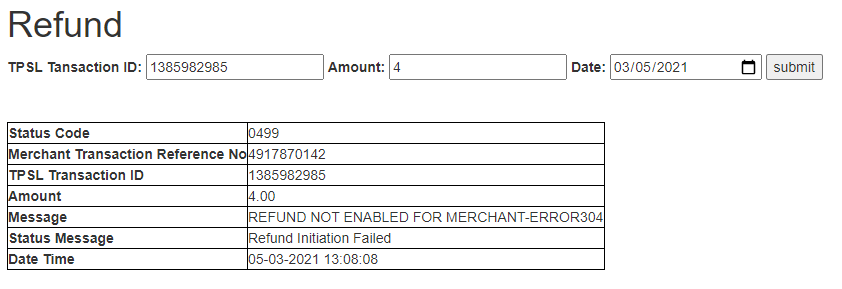 Refund
TPSL Tansaction ID: 1385982985 Amount: 4 Date: 03/05/2021 submit
Status Code 0499
Merchant Transaction Reference No 4917870142
TPSL Transaction ID 1385982985
Amount 4.00
Message REFUND NOT ENABLED FOR MERCHANT-ERROR304
Status Message Refund Initiation Failed
Date Time 05-03-2021 13:08:08